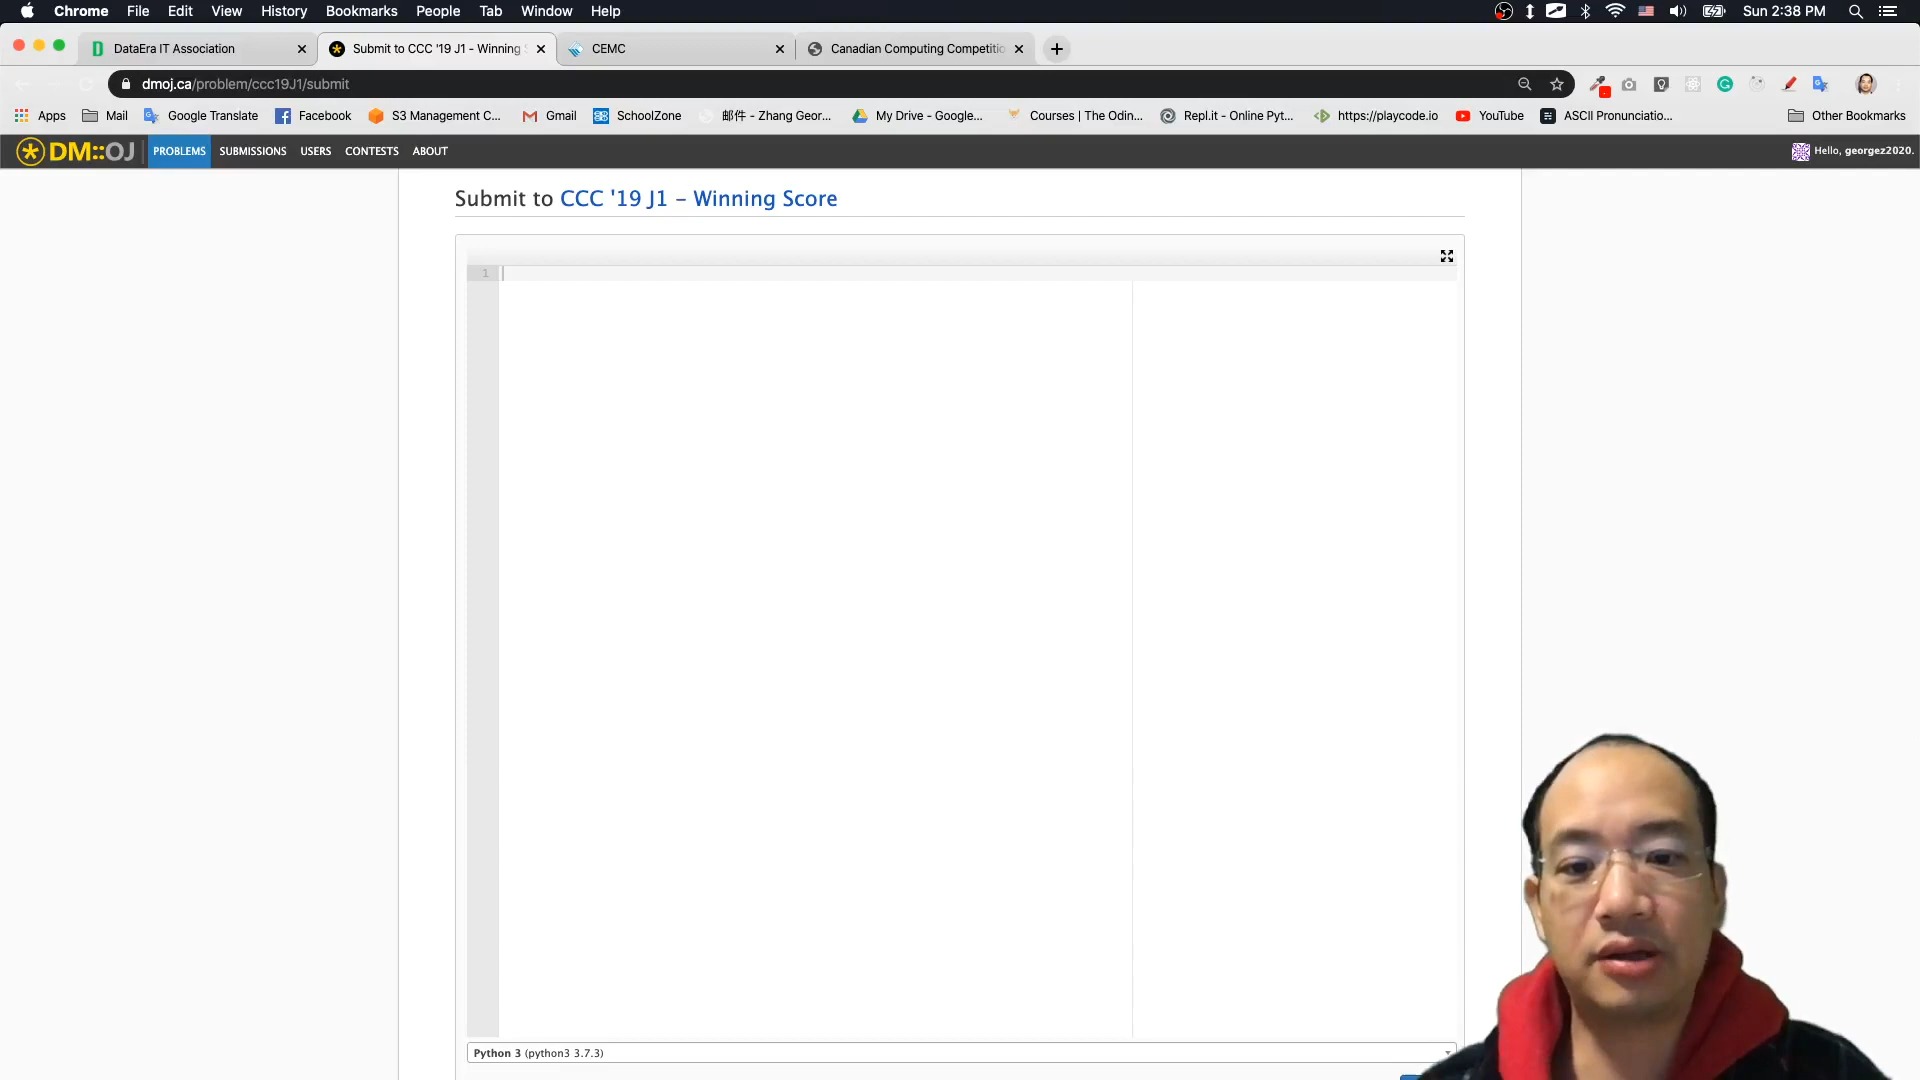 Chrome File Edit View History Bookmarks People Tab Window Help Sun 2:38 PM
DataEra IT Association Submit to CCC '19 J1 - Winning CEMC Canadian Computing Competitio
dmoj.ca/problem/ccc19J1/submit
Apps Mail Google Translate Facebook S3 Management C... Gmail SchoolZone 邮件 - Zhang Geor... My Drive - Google... Courses | The Odin... Repl.it - Online Pyt... https://playcode.io YouTube ASCII Pronunciatio... Other Bookmarks
DM::OJ PROBLEMS SUBMISSIONS USERS CONTESTS ABOUT Hello, georgez2020.
Submit to CCC '19 J1 - Winning Score
1
Python 3 (python3 3.7.3)